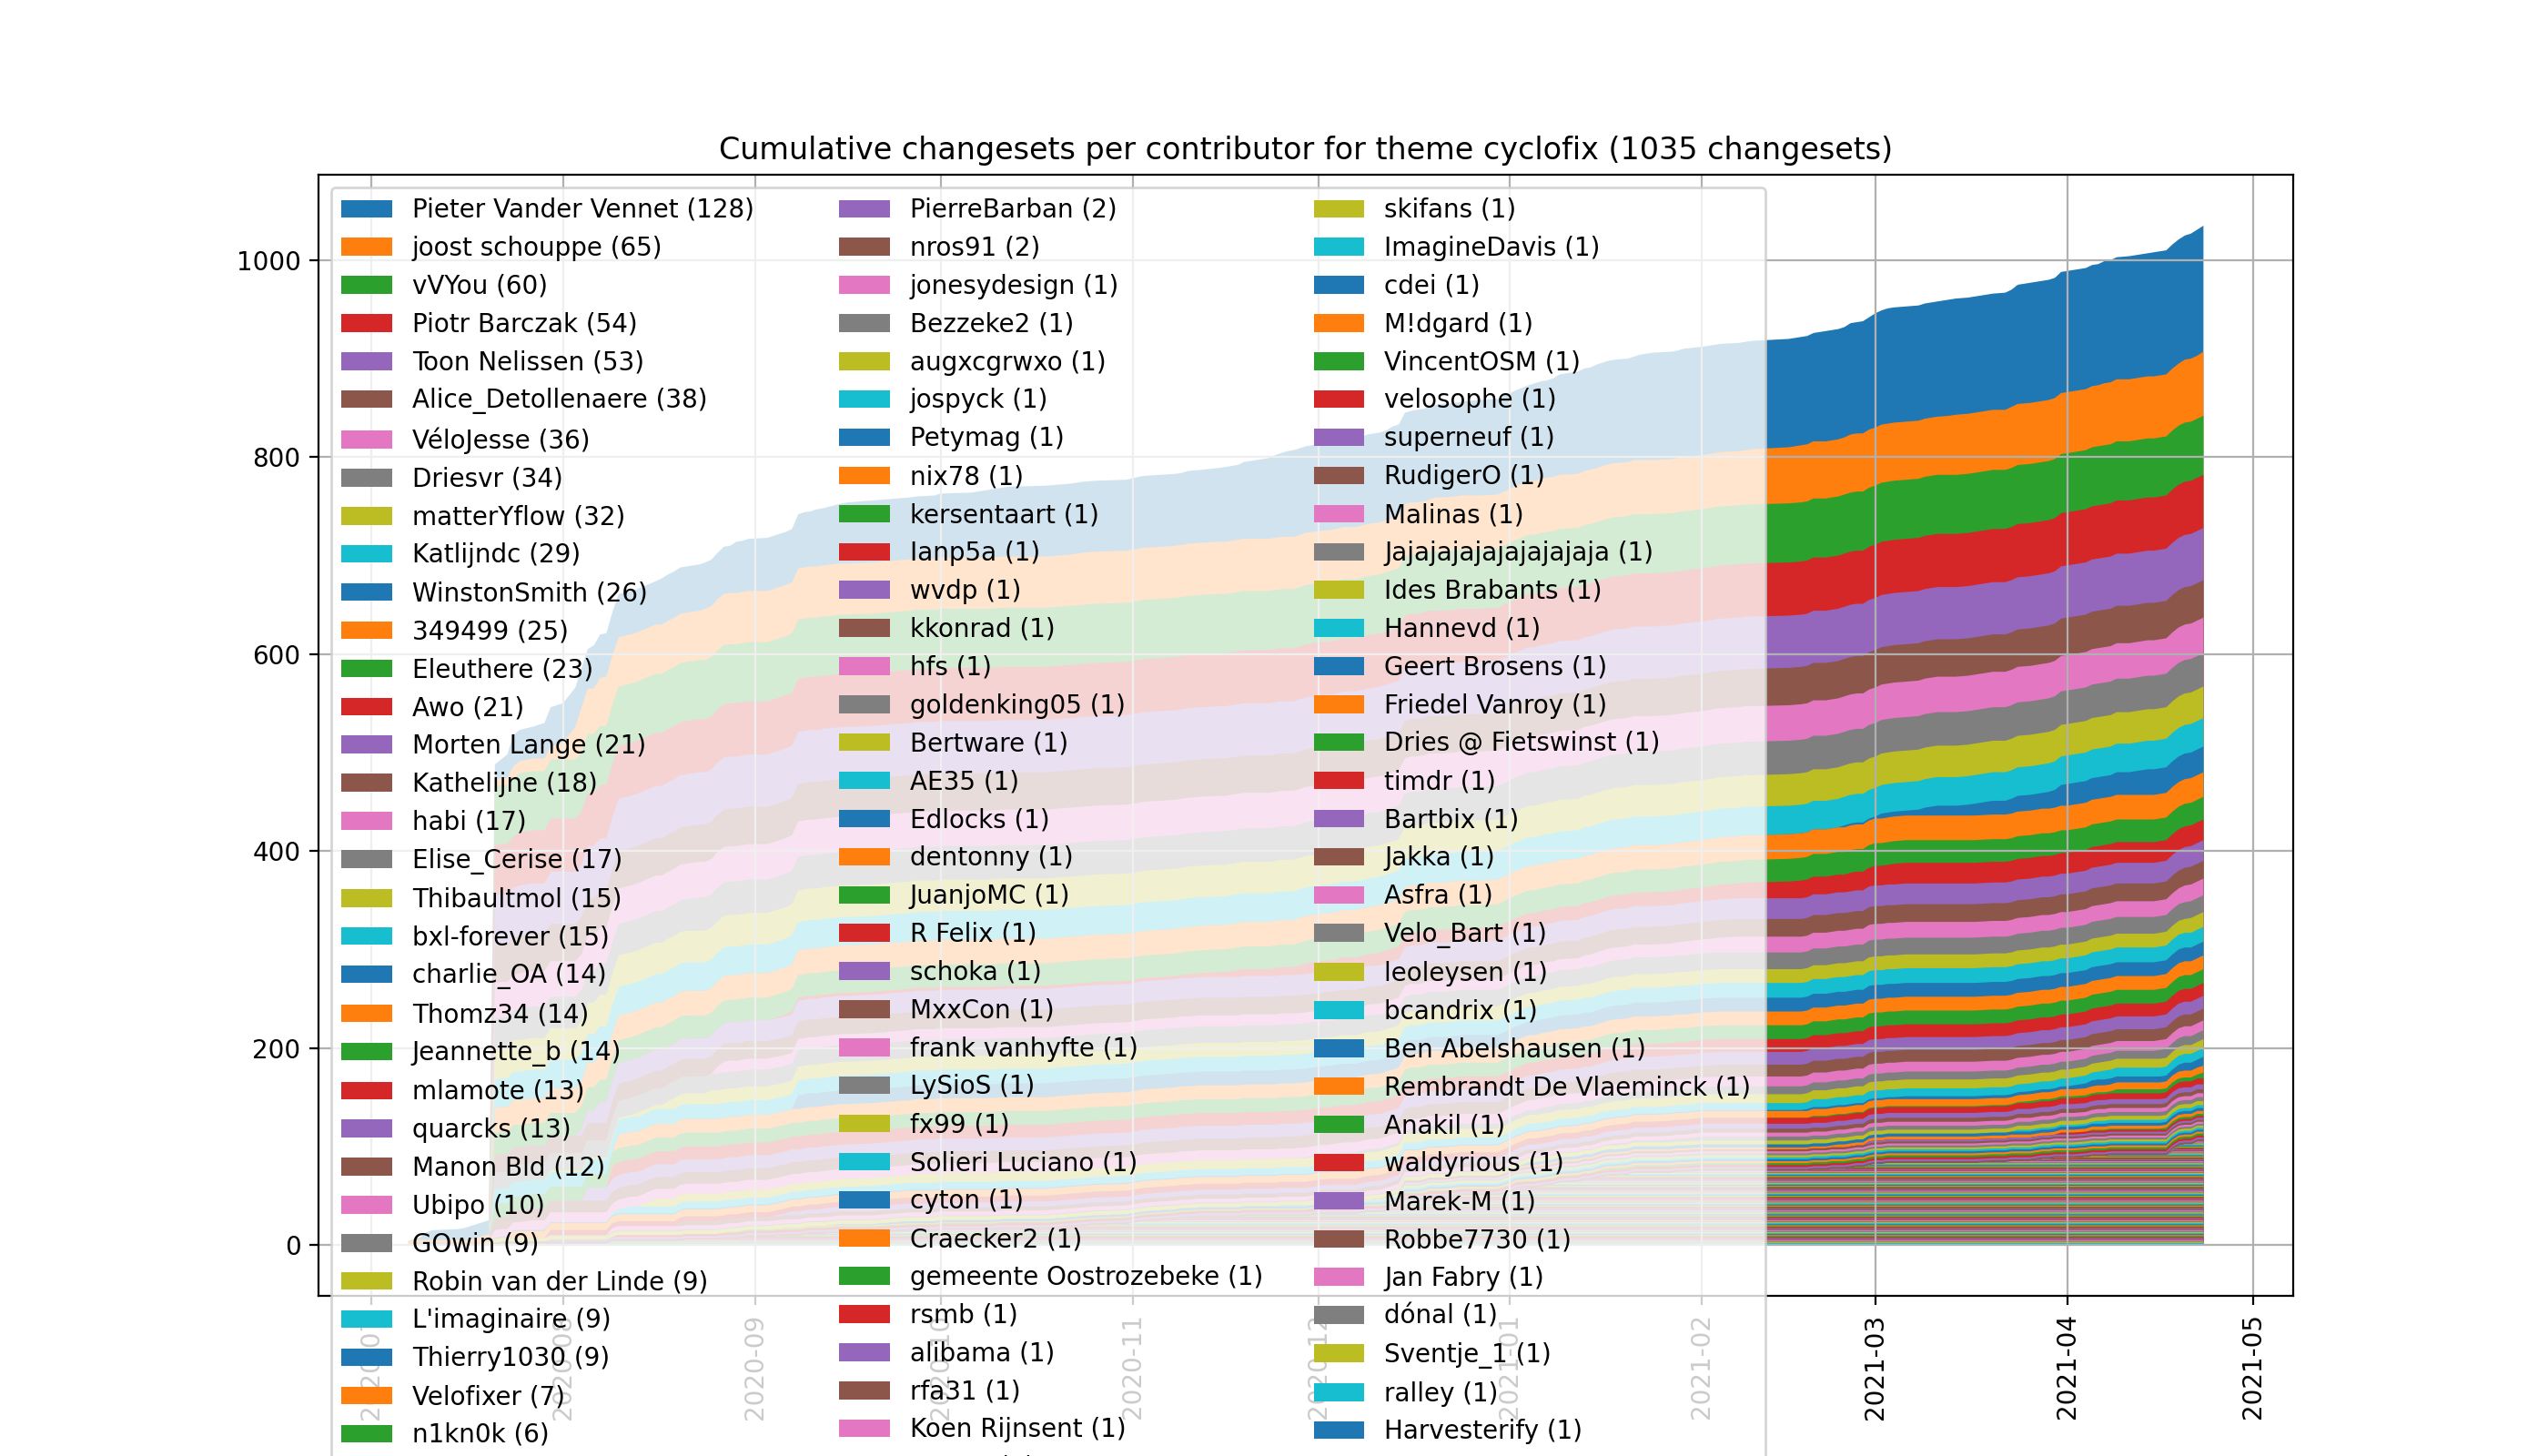 Cumulative changesets per contributor for theme cyclofix (1035 changesets)
1000
800
600
400
200
0
Pieter Vander Vennet (128)
joost schouppe (65)
vVYou (60)
Piotr Barczak (54)
Toon Nelissen (53)
Alice_Detollenaere (38)
VéloJesse (36)
Driesvr (34)
matterYflow (32)
Katlijndc (29)
WinstonSmith (26)
349499 (25)
Eleuthere (23)
Awo (21)
Morten Lange (21)
Kathelijne (18)
habi (17)
Elise_Cerise (17)
Thibaultmol (15)
bxl-forever (15)
charlie_OA (14)
Thomz34 (14)
Jeannette_b (14)
mlamote (13)
quarcks (13)
Manon Bld (12)
Ubipo (10)
GOwin (9)
Robin van der Linde (9)
L'imaginaire (9)
Thierry1030 (9)
Velofixer (7)
n1kn0k (6)
PierreBarban (2)
nros91 (2)
jonesydesign (1)
Bezzeke2 (1)
augxcgrwxo (1)
jospyck (1)
Petymag (1)
nix78 (1)
kersentaart (1)
Ianp5a (1)
wvdp (1)
kkonrad (1)
hfs (1)
goldenking05 (1)
Bertware (1)
AE35 (1)
Edlocks (1)
dentonny (1)
JuanjoMC (1)
R Felix (1)
schoka (1)
MxxCon (1)
frank vanhyfte (1)
LySioS (1)
fx99 (1)
Solieri Luciano (1)
cyton (1)
Craecker2 (1)
gemeente Oostrozebeke (1)
rsmb (1)
alibama (1)
rfa31 (1)
Koen Rijnsent (1)
skifans (1)
ImagineDavis (1)
cdei (1)
M!dgard (1)
VincentOSM (1)
velosophe (1)
superneuf (1)
RudigerO (1)
Malinas (1)
Jajajajajajajajaja (1)
Ides Brabants (1)
Hannevd (1)
Geert Brosens (1)
Friedel Vanroy (1)
Dries @ Fietswinst (1)
timdr (1)
Bartbix (1)
Jakka (1)
Asfra (1)
Velo_Bart (1)
leoleysen (1)
bcandrix (1)
Ben Abelshausen (1)
Rembrandt De Vlaeminck (1)
Anakil (1)
waldyrious (1)
Marek-M (1)
Robbe7730 (1)
Jan Fabry (1)
dónal (1)
Sventje_1 (1)
ralley (1)
Harvesterify (1)
2020-08
2020-09
2020-10
2020-11
2020-12
2021-01
2021-02
2021-03
2021-04
2021-05